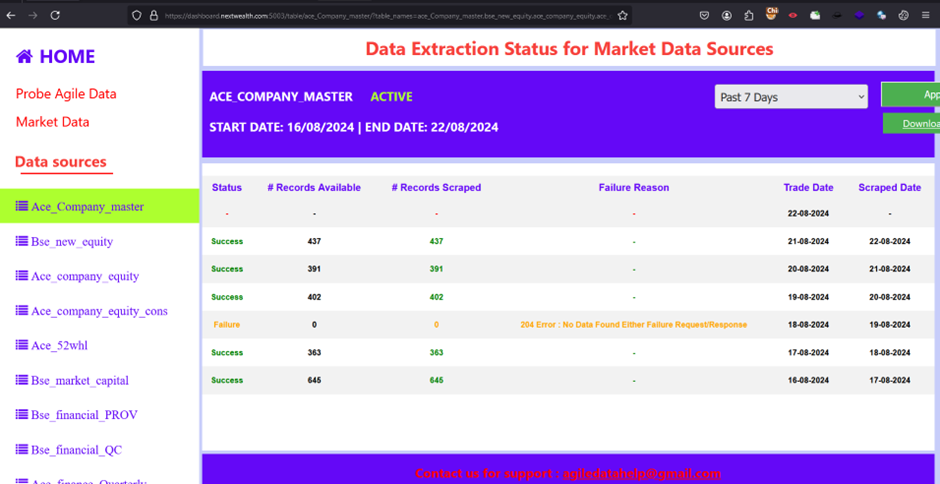 https://dashboard.nextwealth.com:5003/table/ace_Company_master/?table_names=ace_Company_master,bse_new_equity,ace_company_equity,ace_
Chi
HOME
Probe Agile Data
Market Data
Data sources
Ace_Company_master
Bse_new_equity
Ace_company_equity
Ace_company_equity_cons
Ace_52whl
Bse_market_capital
Bse_financial_PROV
Bse_financial_QC
Ace_finance_Quarterly
Data Extraction Status for Market Data Sources
ACE_COMPANY_MASTER ACTIVE
START DATE: 16/08/2024 | END DATE: 22/08/2024
Past 7 Days
App
Downloa
Status # Records Available # Records Scraped Failure Reason Trade Date Scraped Date
- - - - 22-08-2024 -
Success 437 437 - 21-08-2024 22-08-2024
Success 391 391 - 20-08-2024 21-08-2024
Success 402 402 - 19-08-2024 20-08-2024
Failure 0 0 204 Error : No Data Found Either Failure Request/Response 18-08-2024 19-08-2024
Success 363 363 - 17-08-2024 18-08-2024
Success 645 645 - 16-08-2024 17-08-2024
Contact us for support : agiledatahelp@gmail.com